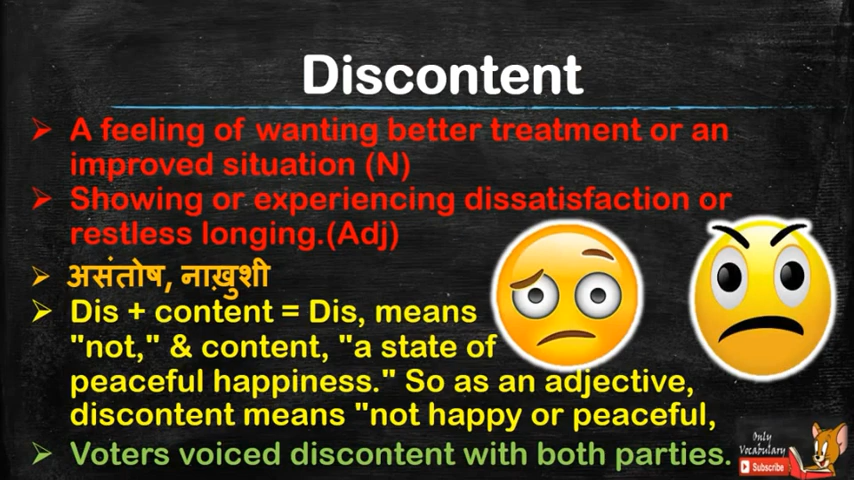 Discontent
A feeling of wanting better treatment or an
improved situation (N)
Showing or experiencing dissatisfaction or
restless longing.(Adj)
असंतोष, नाख़ुशी
Dis + content = Dis, means
"not," & content, "a state of
peaceful happiness." So as an adjective,
discontent means "not happy or peaceful,
Voters voiced discontent with both parties.
Only
Vocabulary
Subscribe